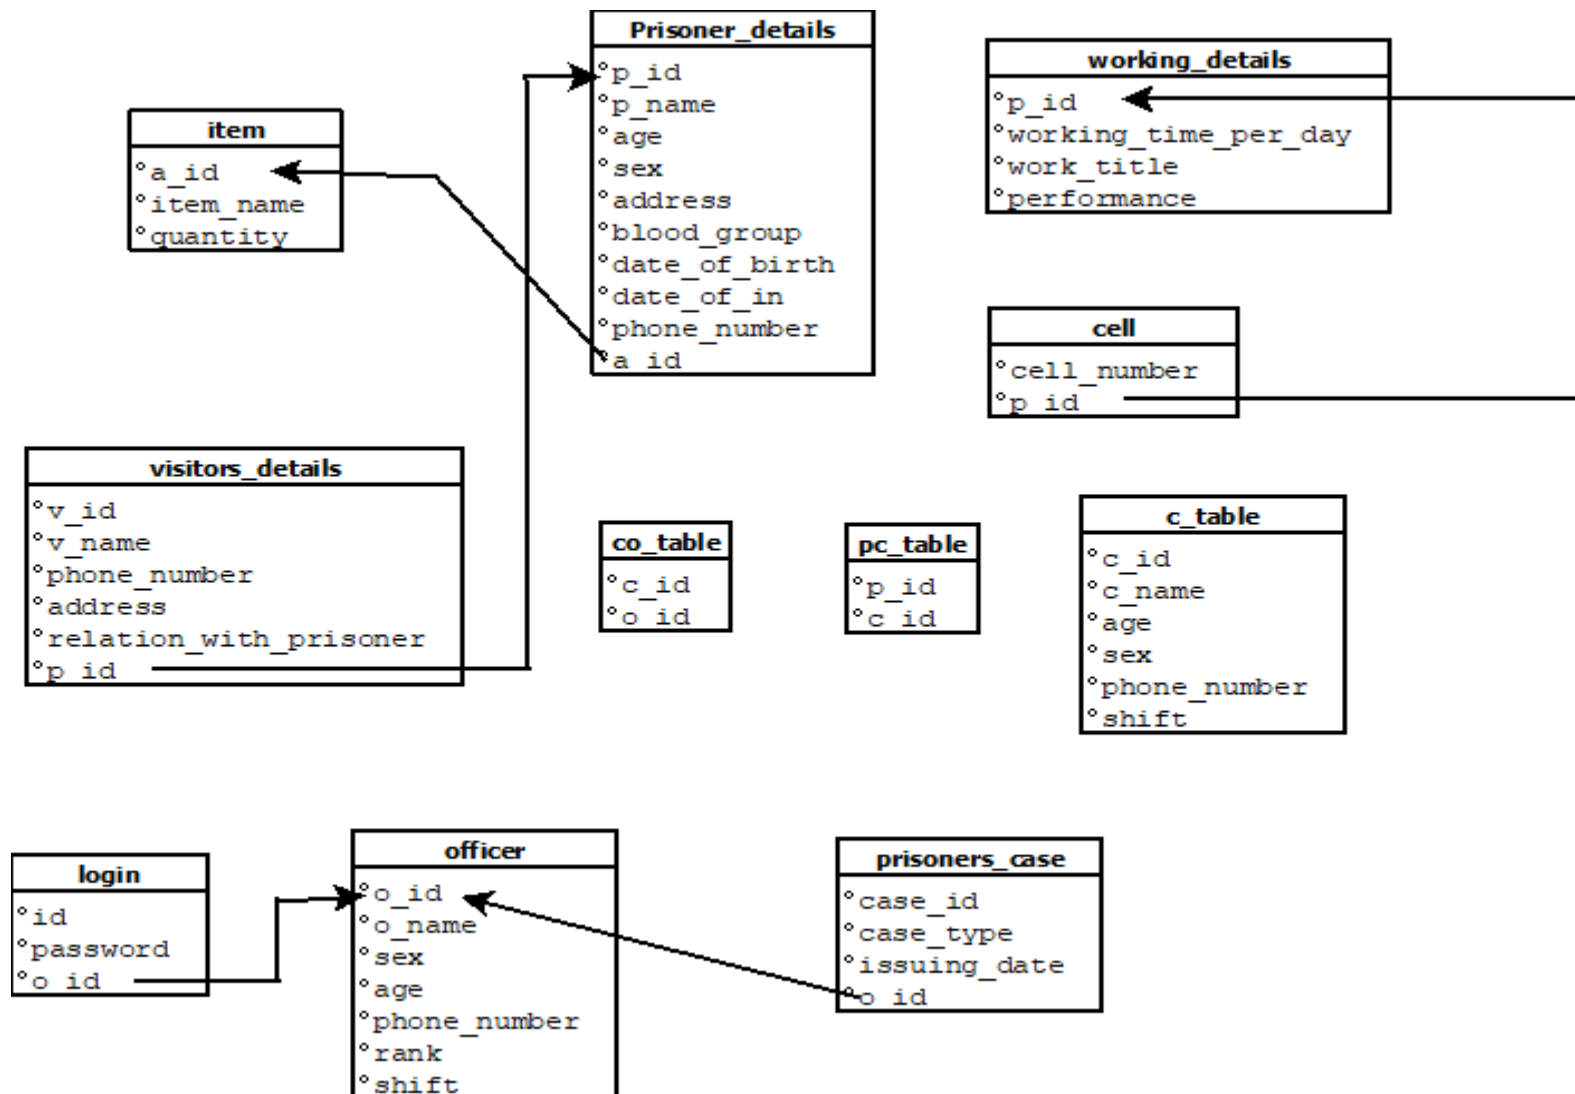 Prisoner_details
p_id
p_name
age
sex
address
blood_group
date_of_birth
date_of_in
phone_number
a_id
working_details
p_id
working_time_per_day
work_title
performance
item
a_id
item_name
quantity
cell
cell_number
p_id
visitors_details
v_id
v_name
phone_number
address
relation_with_prisoner
p_id
co_table
c_id
o_id
pc_table
p_id
c_id
c_table
c_id
c_name
age
sex
phone_number
shift
login
id
password
o_id
officer
o_id
o_name
sex
age
phone_number
rank
shift
prisoners_case
case_id
case_type
issuing_date
o_id